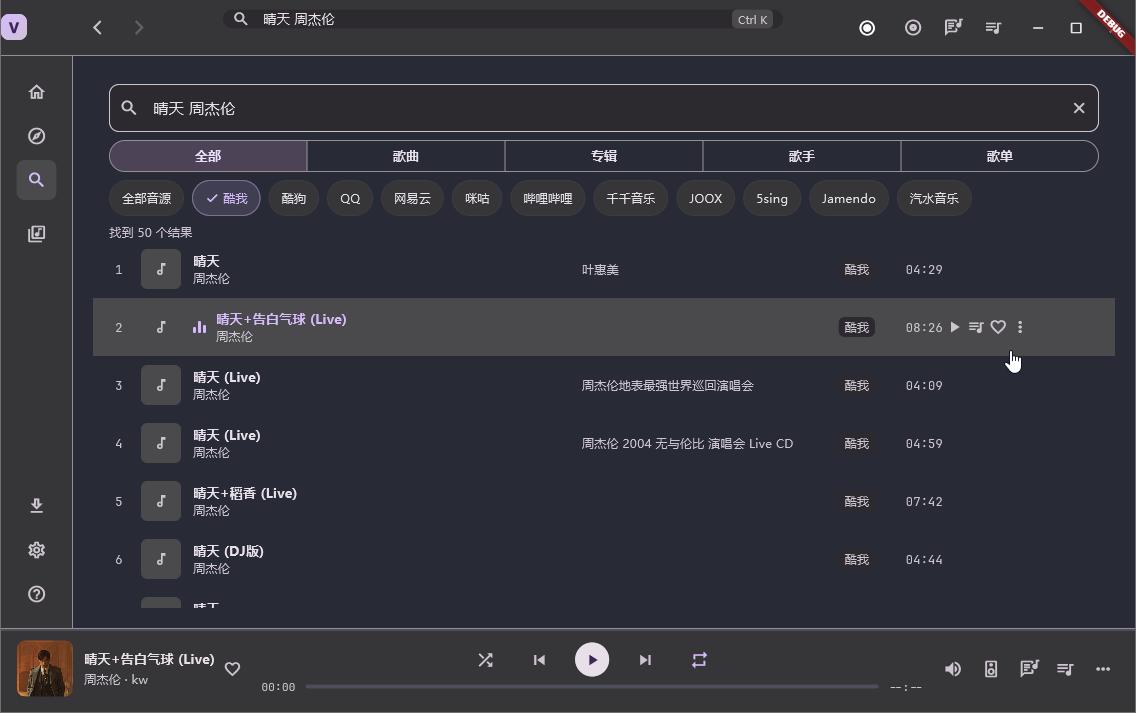 V
晴天 周杰伦
Ctrl K
DEBUG
晴天 周杰伦
全部 歌曲 专辑 歌手 歌单
全部音源 酷我 酷狗 QQ 网易云 咪咕 哔哩哔哩 千千音乐 JOOX 5sing Jamendo 汽水音乐
找到 50 个结果
1 晴天 叶惠美 酷我 04:29
周杰伦
2 晴天+告白气球 (Live) 酷我 08:26
周杰伦
3 晴天 (Live) 周杰伦地表最强世界巡回演唱会 酷我 04:09
周杰伦
4 晴天 (Live) 周杰伦 2004 无与伦比 演唱会 Live CD 酷我 04:59
周杰伦
5 晴天+稻香 (Live) 酷我 07:42
周杰伦
6 晴天 (DJ版) 酷我 04:44
周杰伦
晴天+告白气球 (Live)
周杰伦 · kw
00:00 --:--